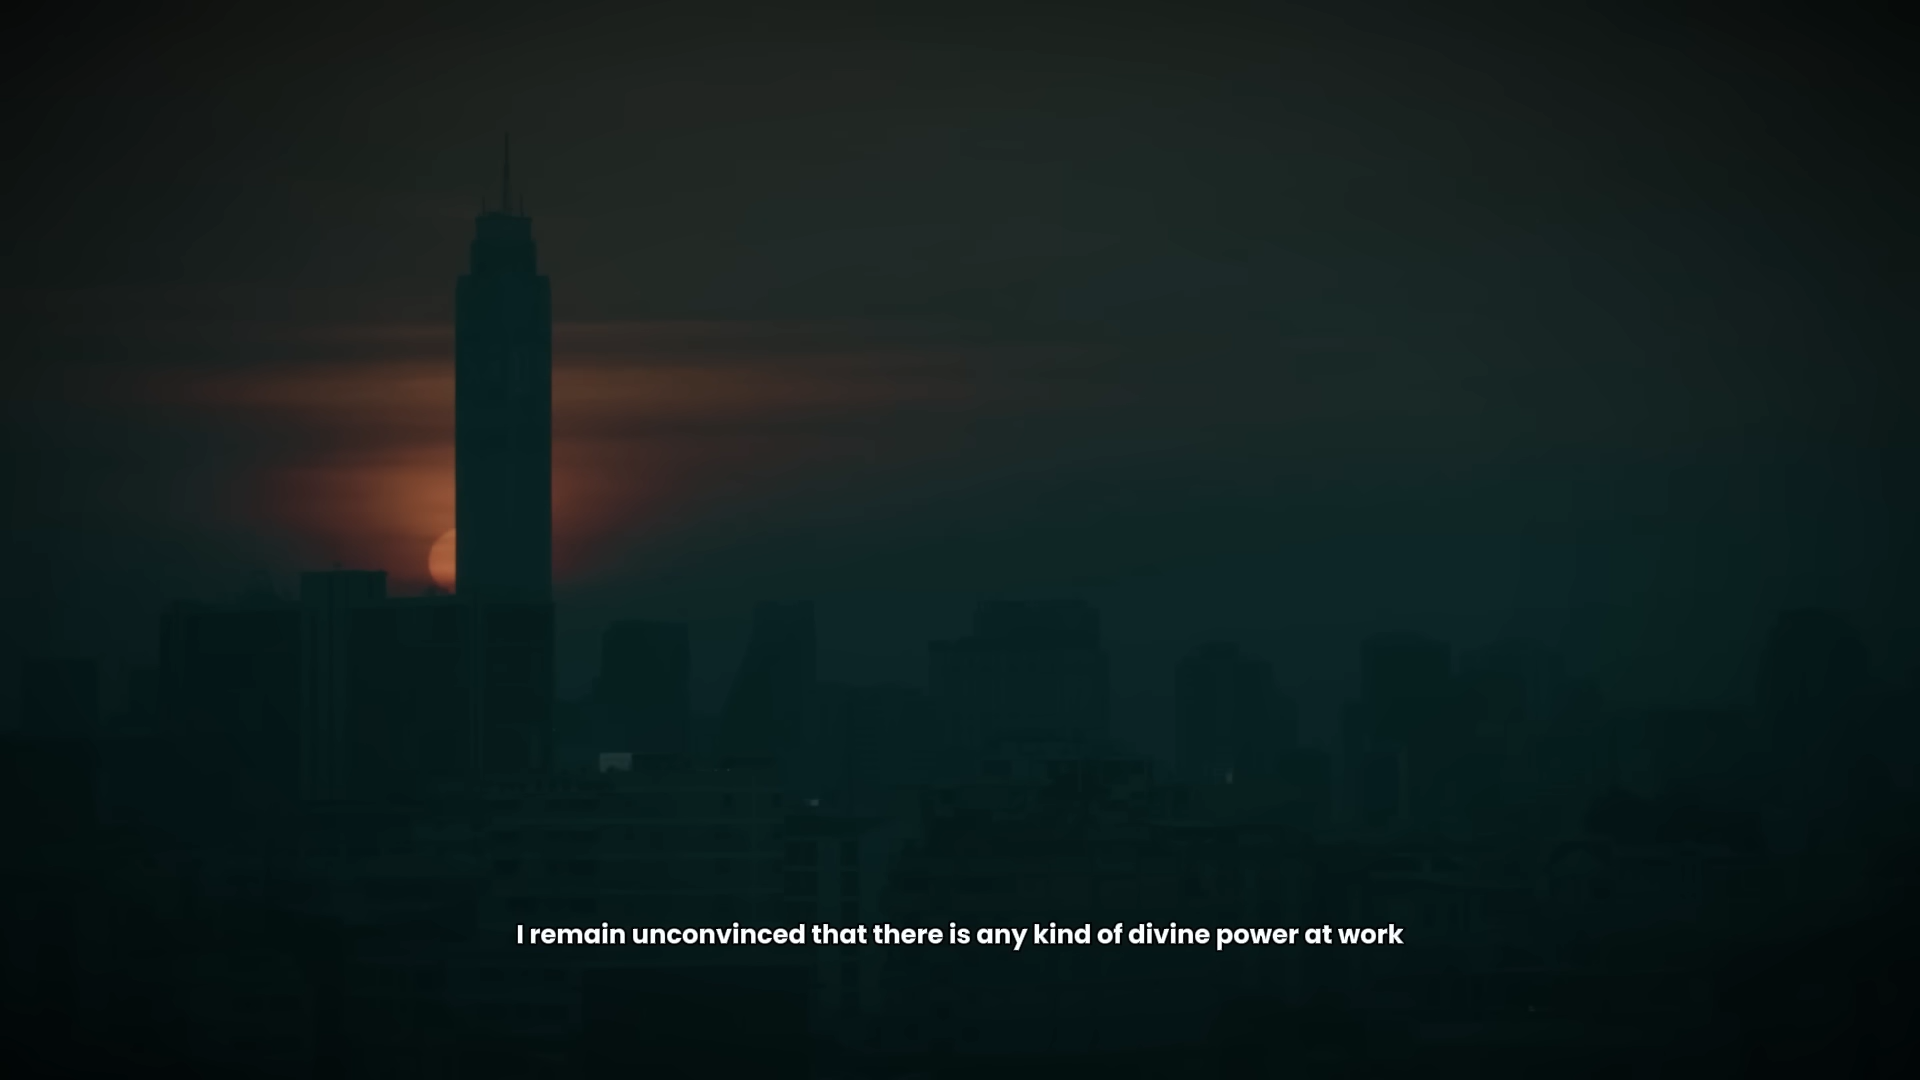 I remain unconvinced that there is any kind of divine power at work